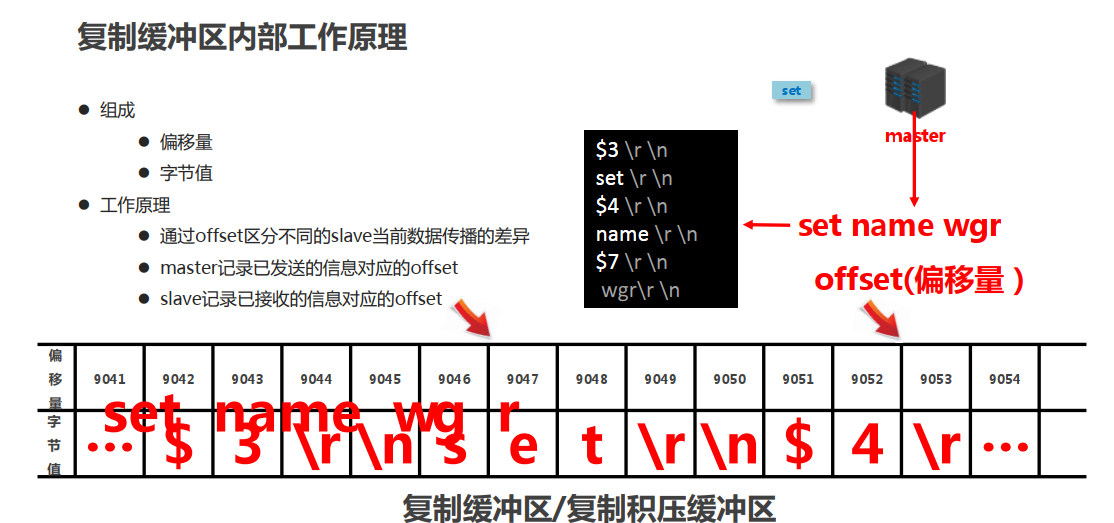 复制缓冲区内部工作原理
● 组成
● 偏移量
● 字节值
● 工作原理
● 通过offset区分不同的slave当前数据传播的差异
● master记录已发送的信息对应的offset
● slave记录已接收的信息对应的offset
set
master
$3 \r \n
set \r \n
$4 \r \n
name \r \n
$7 \r \n
wgr\r \n
set name wgr
offset(偏移量 )
偏移量 9041 9042 9043 9044 9045 9046 9047 9048 9049 9050 9051 9052 9053 9054
set name wg r
字节值 ... $ 3 \r \n s e t \r \n $ 4 \r ...
复制缓冲区/复制积压缓冲区